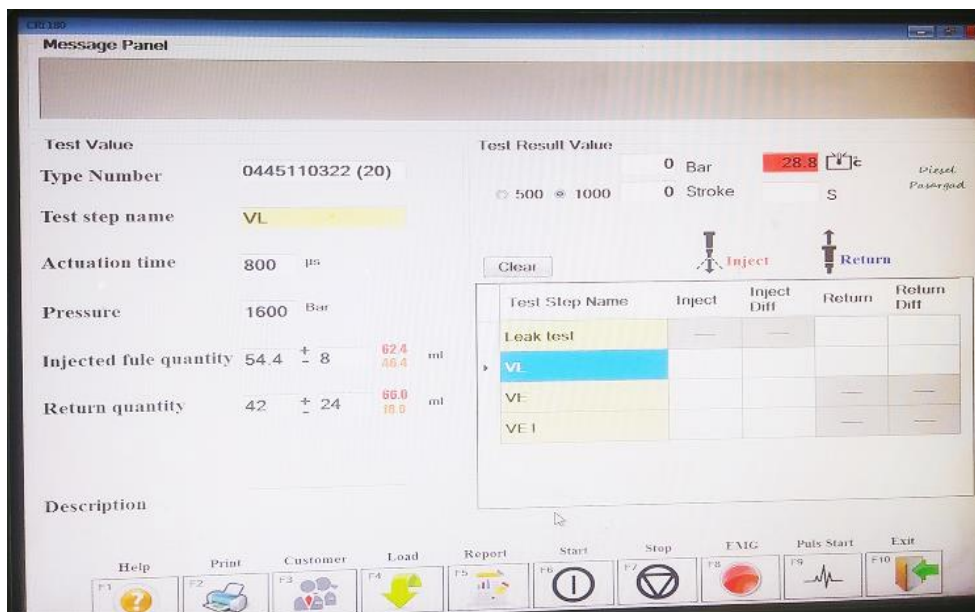 CRI 180
Message Panel
Test Value
Type Number 0445110322 (20)
Test step name VL
Actuation time 800 µs
Pressure 1600 Bar
Injected fule quantity 54.4 + - 8 62.4 46.4 ml
Return quantity 42 + - 24 66.0 18.0 ml
Description
Test Result Value
0 Bar 28.8 °c
500 1000 0 Stroke S
Diesel
Pasargad
Clear Inject Return
Test Step Name Inject Inject Diff Return Return Diff
Leak test — —
VL
VE — —
VE I — —
Help Print Customer Load Report Start Stop EMG Puls Start Exit
F1 F2 F3 F4 F5 F6 F7 F8 F9 F10